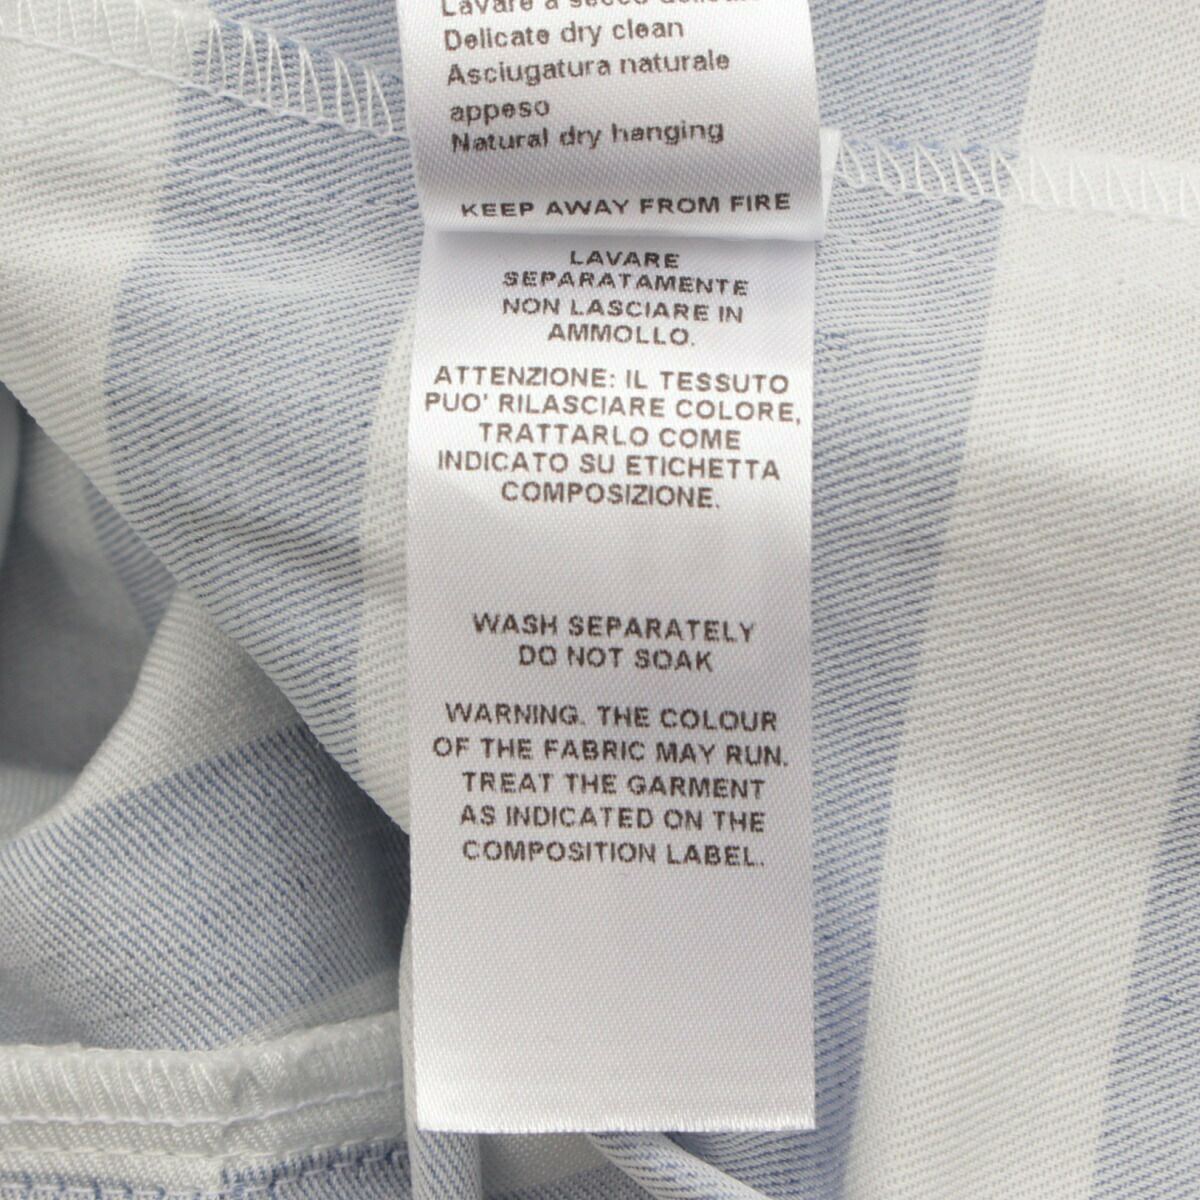 Lavare a secco
Delicate dry clean
Asciugatura naturale
appeso
Natural dry hanging
KEEP AWAY FROM FIRE
LAVARE
SEPARATAMENTE
NON LASCIARE IN
AMMOLLO.
ATTENZIONE: IL TESSUTO
PUO' RILASCIARE COLORE,
TRATTARLO COME
INDICATO SU ETICHETTA
COMPOSIZIONE.
WASH SEPARATELY
DO NOT SOAK
WARNING. THE COLOUR
OF THE FABRIC MAY RUN.
TREAT THE GARMENT
AS INDICATED ON THE
COMPOSITION LABEL.